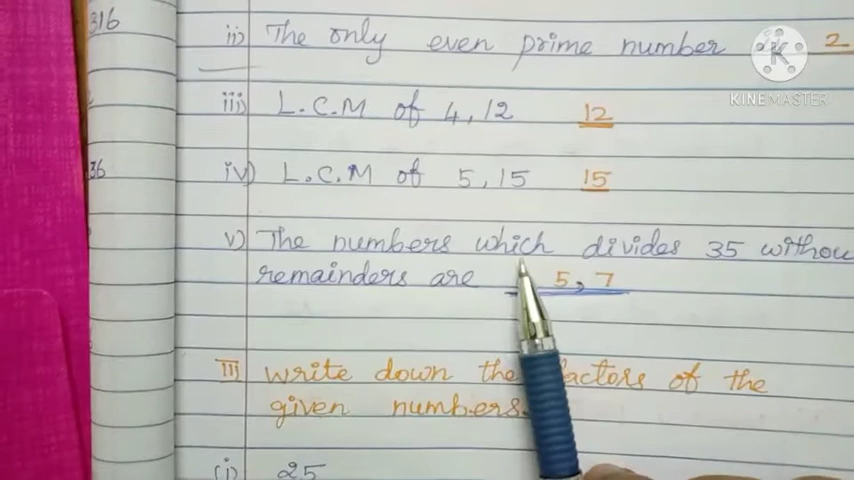 316
ii) The only even prime number is 2
K
KINEMASTER
iii) L.C.M of 4,12 12
36
iv) L.C.M of 5,15 15
v) The numbers which divides 35 withou
remainders are 5, 7
III write down the factors of the
given numbers.
(i) 25